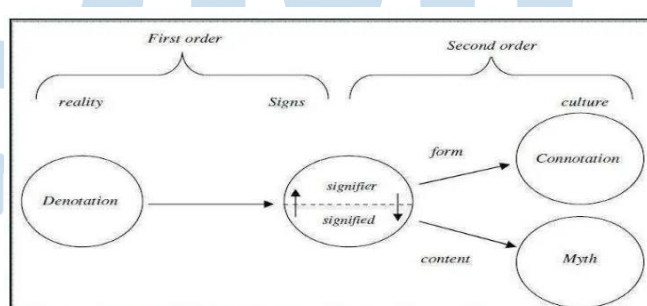 First order
Second order
reality
Signs
culture
form
Denotation
signifier
signified
Connotation
content
Myth